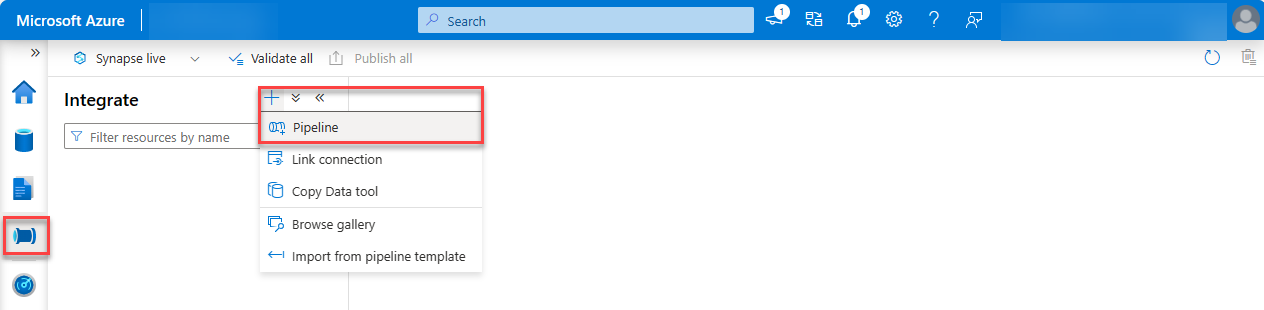 Microsoft Azure
Search
1
1
Synapse live
Validate all
Publish all
Integrate
Filter resources by name
Pipeline
Link connection
Copy Data tool
Browse gallery
Import from pipeline template